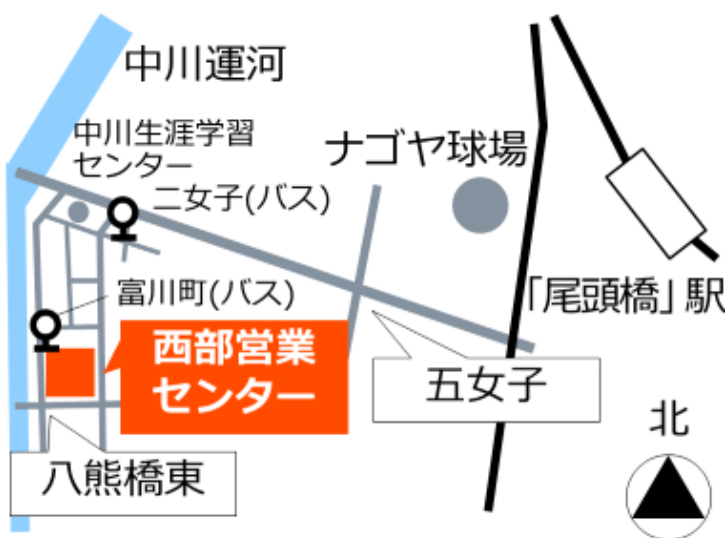 中川運河
中川生涯学習
センター
ナゴヤ球場
二女子(バス)
富川町(バス)
「尾頭橋」駅
西部営業
センター
五女子
北
八熊橋東